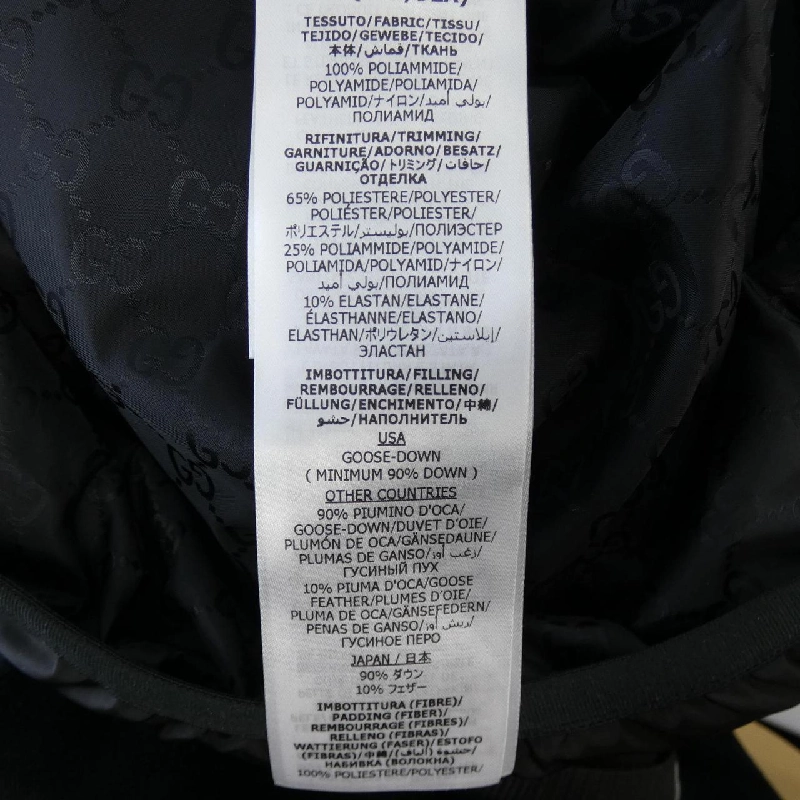 TESSUTO/FABRIC/TISSU/
TEJIDO/GEWEBE/TECIDO/
本体/قماش/ТКАНЬ
100% POLIAMMIDE/
POLYAMIDE/POLIAMIDA/
POLYAMID/ナイロン/بولي أميد/
ПОЛИАМИД
RIFINITURA/TRIMMING/
GARNITURE/ADORNO/BESATZ/
GUARNIÇÃO/トリミング/حافات/
ОТДЕЛКА
65% POLIESTERE/POLYESTER/
POLIÉSTER/POLIESTER/
ポリエステル/بوليستر/ПОЛИЭСТЕР
25% POLIAMMIDE/POLYAMIDE/
POLIAMIDA/POLYAMID/ナイロン/
بولي أميد/ПОЛИАМИД
10% ELASTAN/ELASTANE/
ÉLASTHANNE/ELASTANO/
ELASTHAN/ポリウレタン/إيلاستين/
ЭЛАСТАН
IMBOTTITURA/FILLING/
REMBOURRAGE/RELLENO/
FÜLLUNG/ENCHIMENTO/中綿/
حشو/НАПОЛНИТЕЛЬ
USA
GOOSE-DOWN
( MINIMUM 90% DOWN )
OTHER COUNTRIES
90% PIUMINO D'OCA/
GOOSE-DOWN/DUVET D'OIE/
PLUMÓN DE OCA/GÄNSEDAUNE/
PLUMAS DE GANSO/زغب أوز/
ГУСИНЫЙ ПУХ
10% PIUMA D'OCA/GOOSE
FEATHER/PLUMES D'OIE/
PLUMA DE OCA/GÄNSEFEDERN/
PENAS DE GANSO/ريش أوز/
ГУСИНОЕ ПЕРО
JAPAN / 日本
90% ダウン
10% フェザー
IMBOTTITURA (FIBRE)/
PADDING (FIBER)/
REMBOURRAGE (FIBRES)/
RELLENO (FIBRAS)/
WATTIERUNG (FASER)/ESTOFO
(FIBRAS)/中綿/حشوة (ألياف)/
НАБИВКА (ВОЛОКНА)
100% POLIESTERE/POLYESTER/